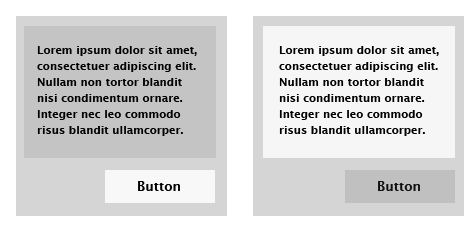 Lorem ipsum dolor sit amet,
consectetuer adipiscing elit.
Nullam non tortor blandit
nisi condimentum ornare.
Integer nec leo commodo
risus blandit ullamcorper.
Button
Lorem ipsum dolor sit amet,
consectetuer adipiscing elit.
Nullam non tortor blandit
nisi condimentum ornare.
Integer nec leo commodo
risus blandit ullamcorper.
Button